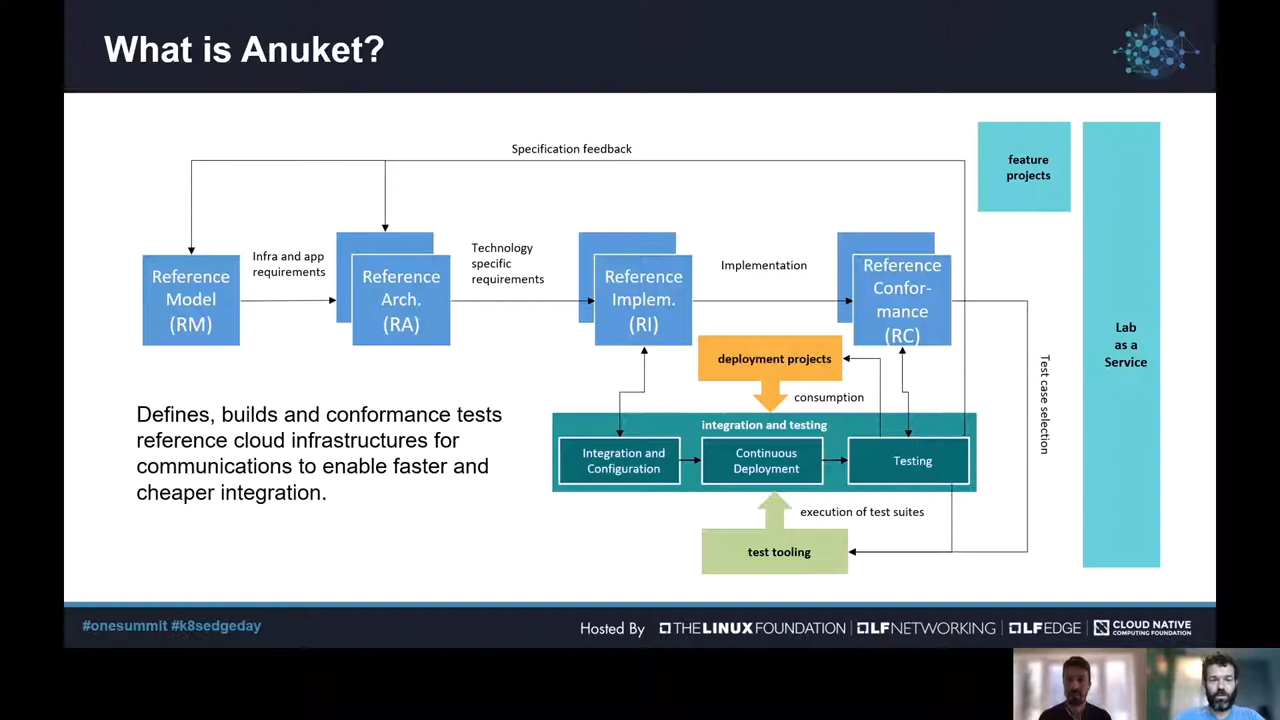 What is Anuket?
Specification feedback
feature
projects
Infra and app
requirements
Technology
specific
requirements
Implementation
Reference
Model
(RM)
Reference
Arch.
(RA)
Reference
Implem.
(RI)
Reference
Confor-
mance
(RC)
Lab
as a
Service
deployment projects
consumption
Test case selection
Defines, builds and conformance tests
reference cloud infrastructures for
communications to enable faster and
cheaper integration.
integration and testing
Integration and
Configuration
Continuous
Deployment
Testing
execution of test suites
test tooling
#onesummit #k8sedgeday
Hosted By
THE LINUX FOUNDATION
LFNETWORKING
LFEDGE
CLOUD NATIVE
COMPUTING FOUNDATION